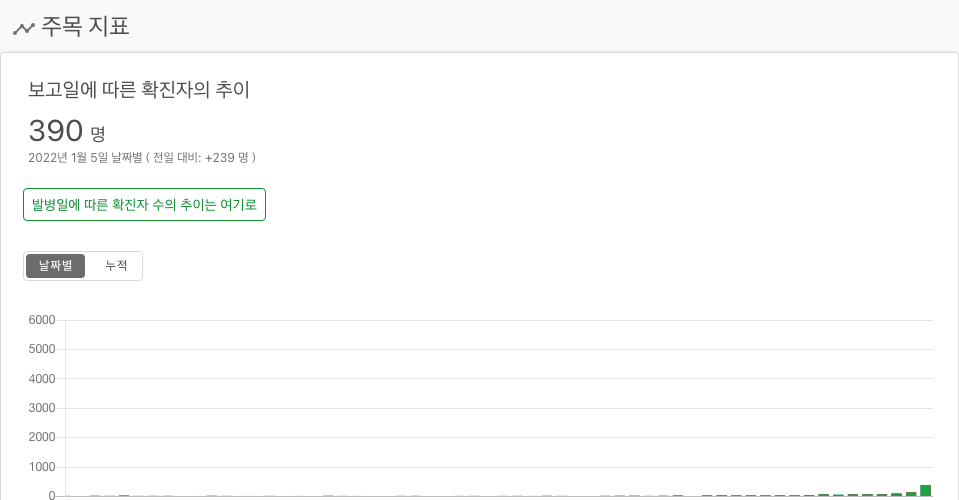 주목 지표
보고일에 따른 확진자의 추이
390 명
2022년 1월 5일 날짜별 ( 전일 대비: +239 명 )
발병일에 따른 확진자 수의 추이는 여기로
날짜별 누적
6000
5000
4000
3000
2000
1000
0